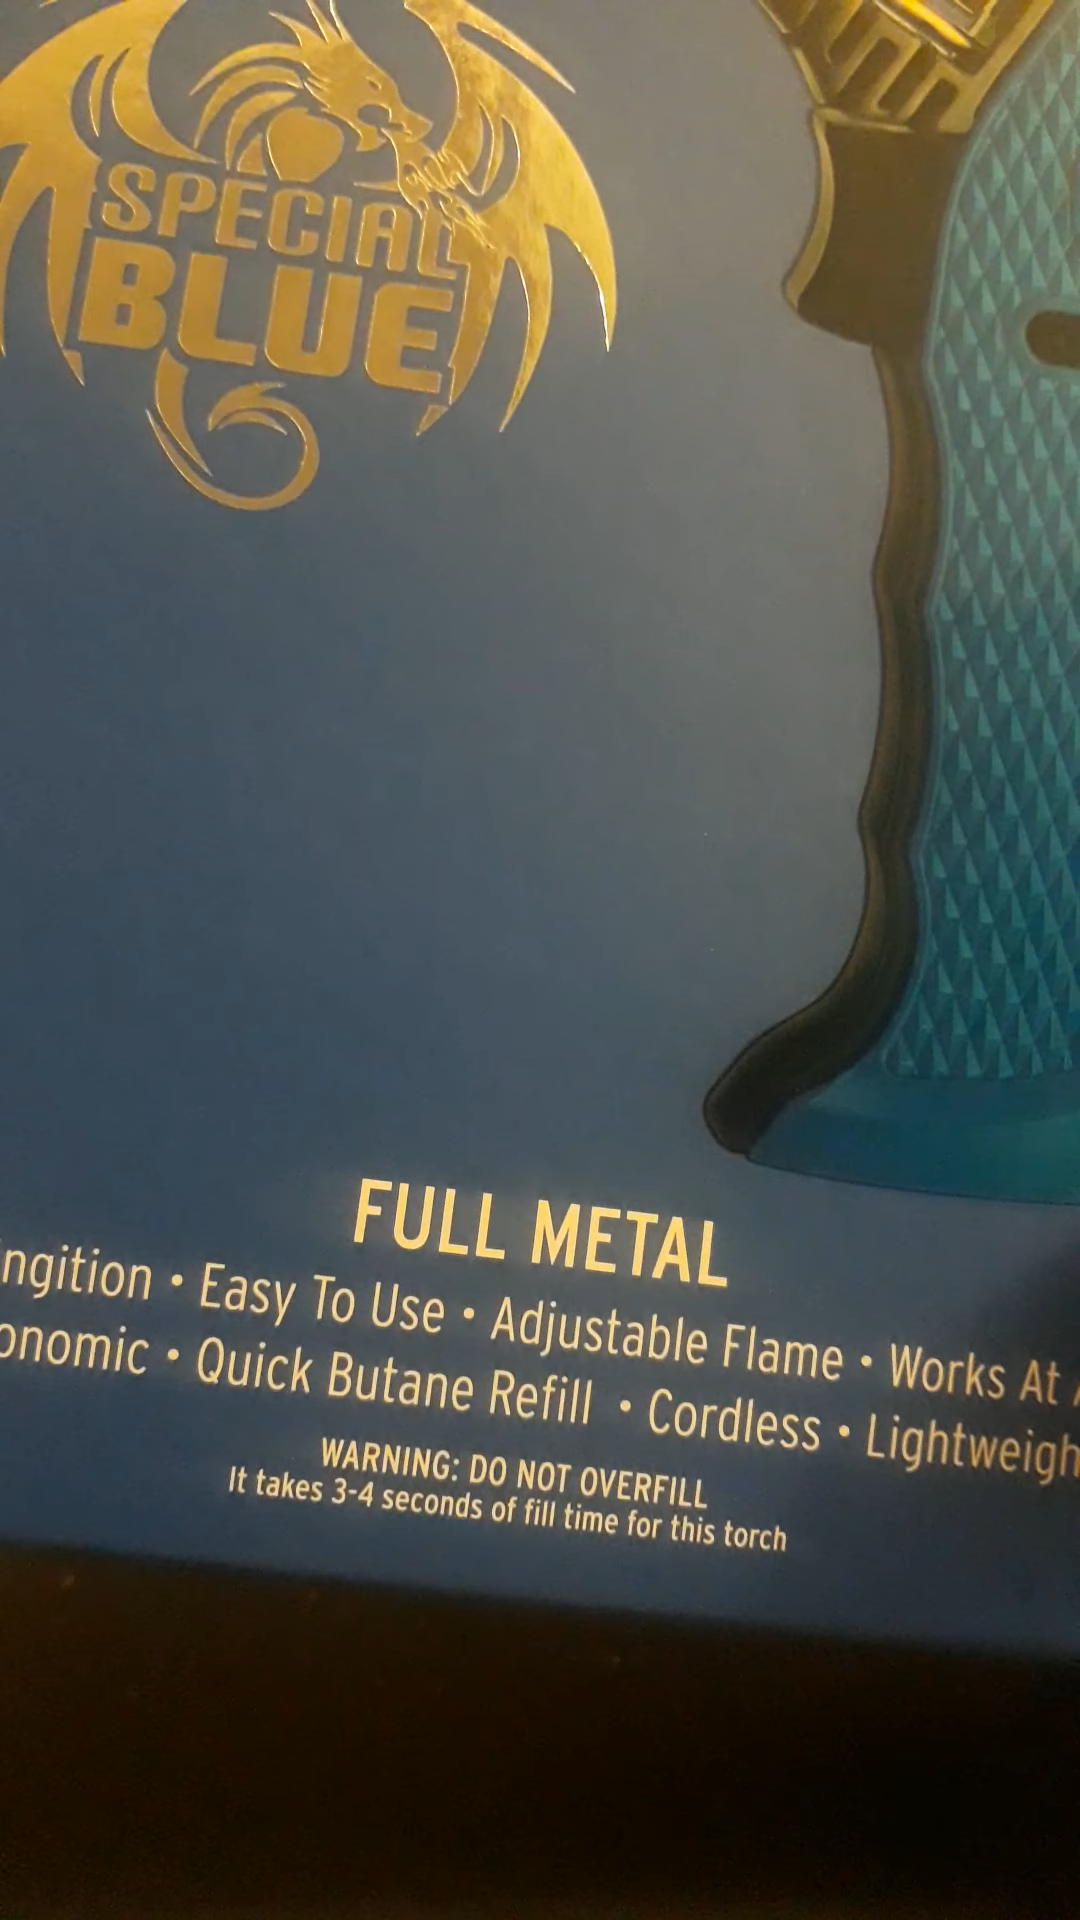 SPECIAL
BLUE
FULL METAL
ngition • Easy To Use • Adjustable Flame • Works At
onomic • Quick Butane Refill • Cordless • Lightweigh
WARNING: DO NOT OVERFILL
It takes 3-4 seconds of fill time for this torch